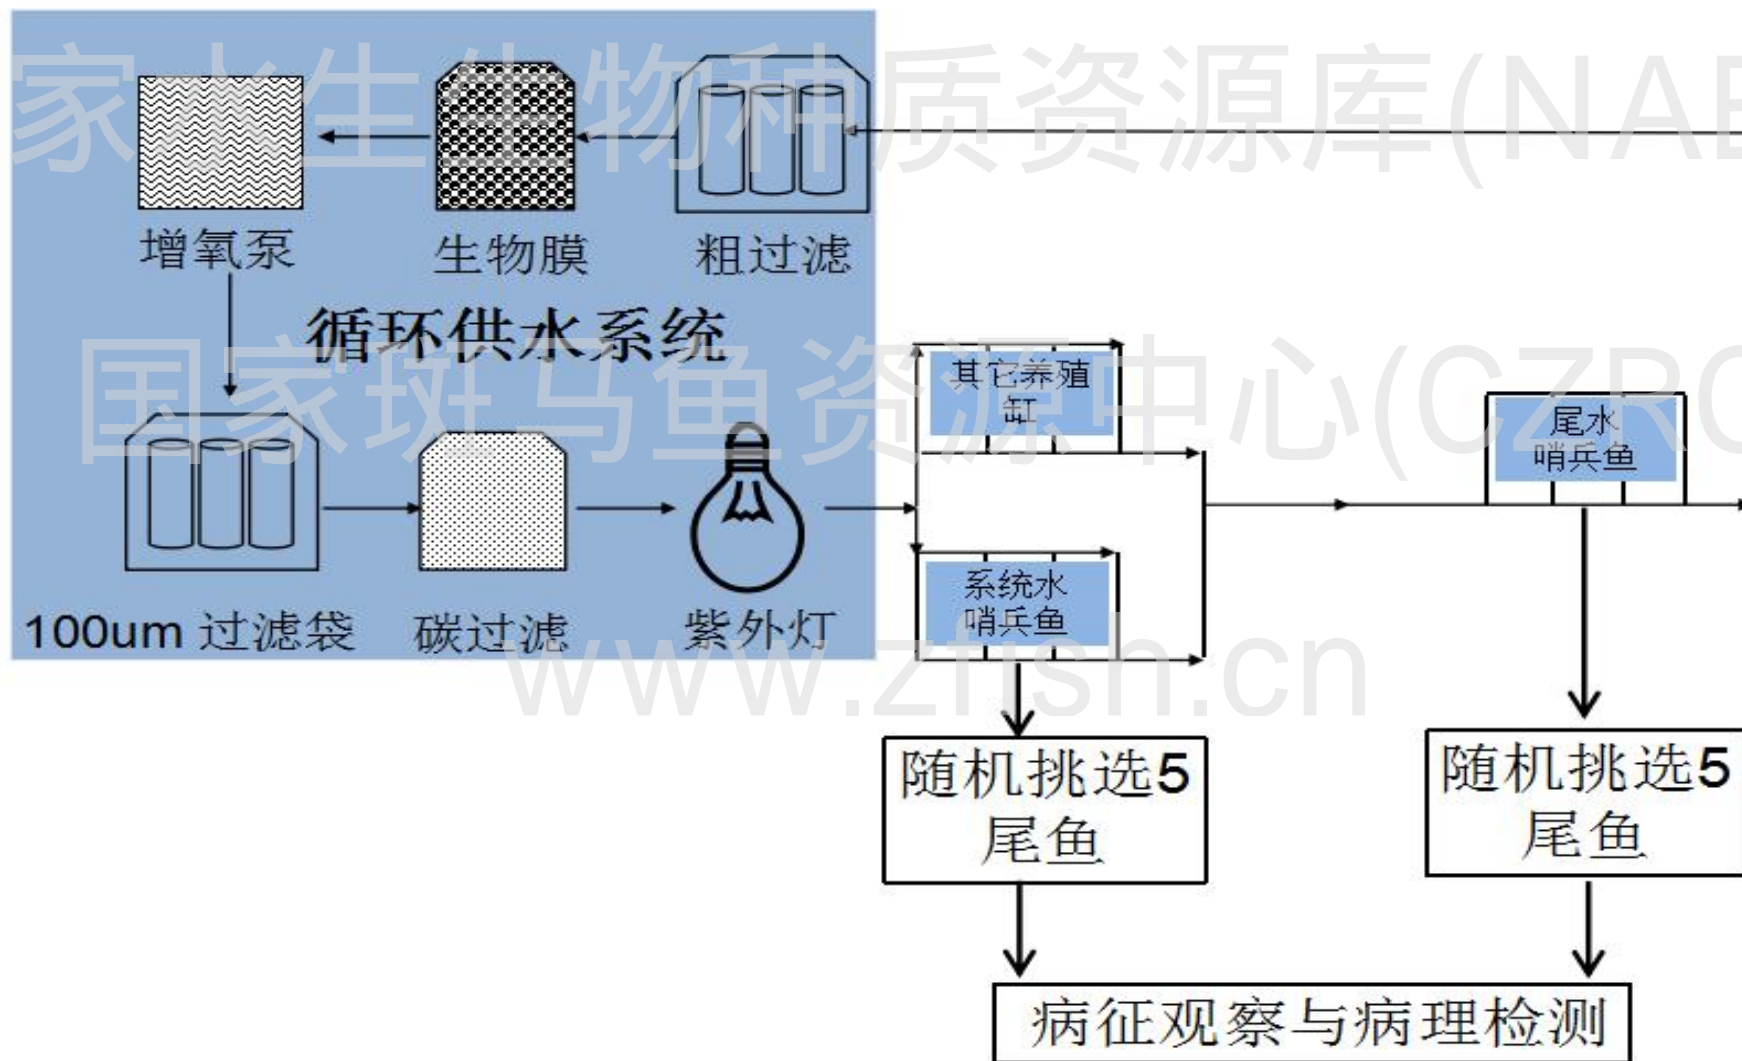 家水生生物种质资源库(NAB
增氧泵
生物膜
粗过滤
循环供水系统
国家斑马鱼资源中心(CZRC
其它养殖
缸
尾水
哨兵鱼
系统水
哨兵鱼
100um 过滤袋
碳过滤
紫外灯
www.zfish.cn
随机挑选5
尾鱼
随机挑选5
尾鱼
病征观察与病理检测